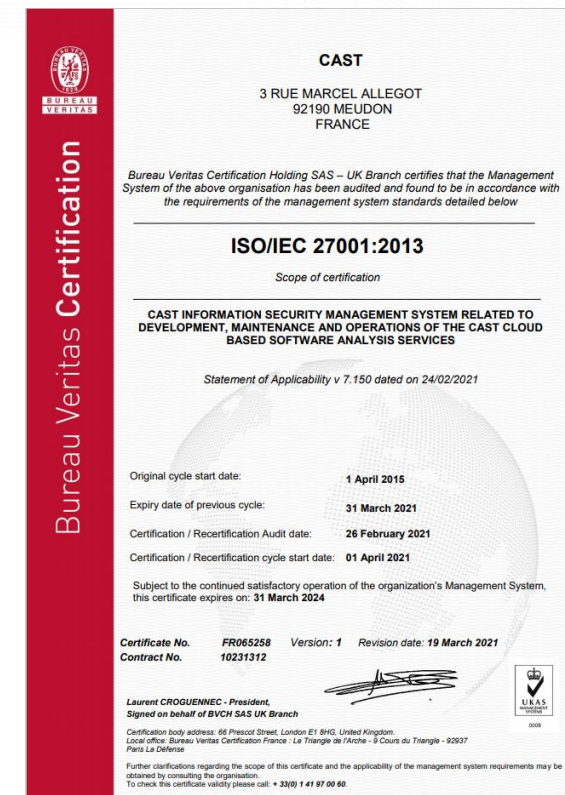 BUREAU VERITAS
1828
BUREAU
VERITAS
Bureau Veritas Certification
CAST
3 RUE MARCEL ALLEGOT
92190 MEUDON
FRANCE
Bureau Veritas Certification Holding SAS – UK Branch certifies that the Management
System of the above organisation has been audited and found to be in accordance with
the requirements of the management system standards detailed below
ISO/IEC 27001:2013
Scope of certification
CAST INFORMATION SECURITY MANAGEMENT SYSTEM RELATED TO
DEVELOPMENT, MAINTENANCE AND OPERATIONS OF THE CAST CLOUD
BASED SOFTWARE ANALYSIS SERVICES
Statement of Applicability v 7.150 dated on 24/02/2021
Original cycle start date: 1 April 2015
Expiry date of previous cycle: 31 March 2021
Certification / Recertification Audit date: 26 February 2021
Certification / Recertification cycle start date: 01 April 2021
Subject to the continued satisfactory operation of the organization's Management System,
this certificate expires on: 31 March 2024
Certificate No. FR065258 Version: 1 Revision date: 19 March 2021
Contract No. 10231312
Laurent CROGUENNEC - President,
Signed on behalf of BVCH SAS UK Branch
UKAS
MANAGEMENT
SYSTEMS
0008
Certification body address: 66 Prescot Street, London E1 8HG, United Kingdom.
Local office: Bureau Veritas Certification France : Le Triangle de l'Arche - 9 Cours du Triangle - 92937
Paris La Défense
Further clarifications regarding the scope of this certificate and the applicability of the management system requirements may be
obtained by consulting the organisation.
To check this certificate validity please call: + 33(0) 1 41 97 00 60.